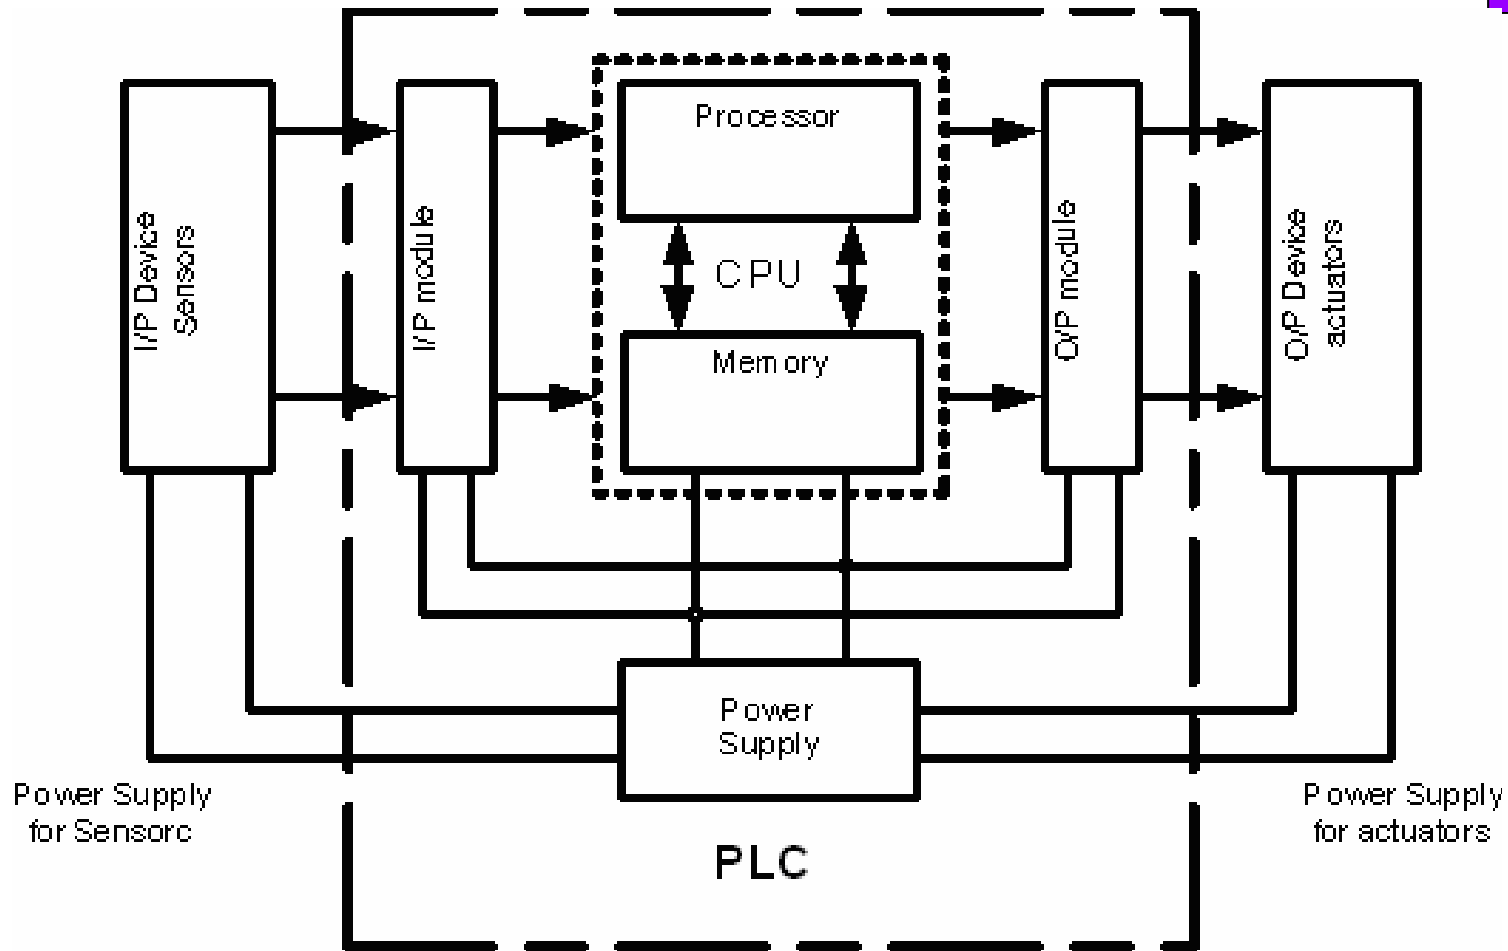 I/P Device
Sensors
I/P module
Processor
CPU
Memory
O/P module
O/P Device
actuators
Power
Supply
Power Supply
for Sensorc
Power Supply
for actuators
PLC